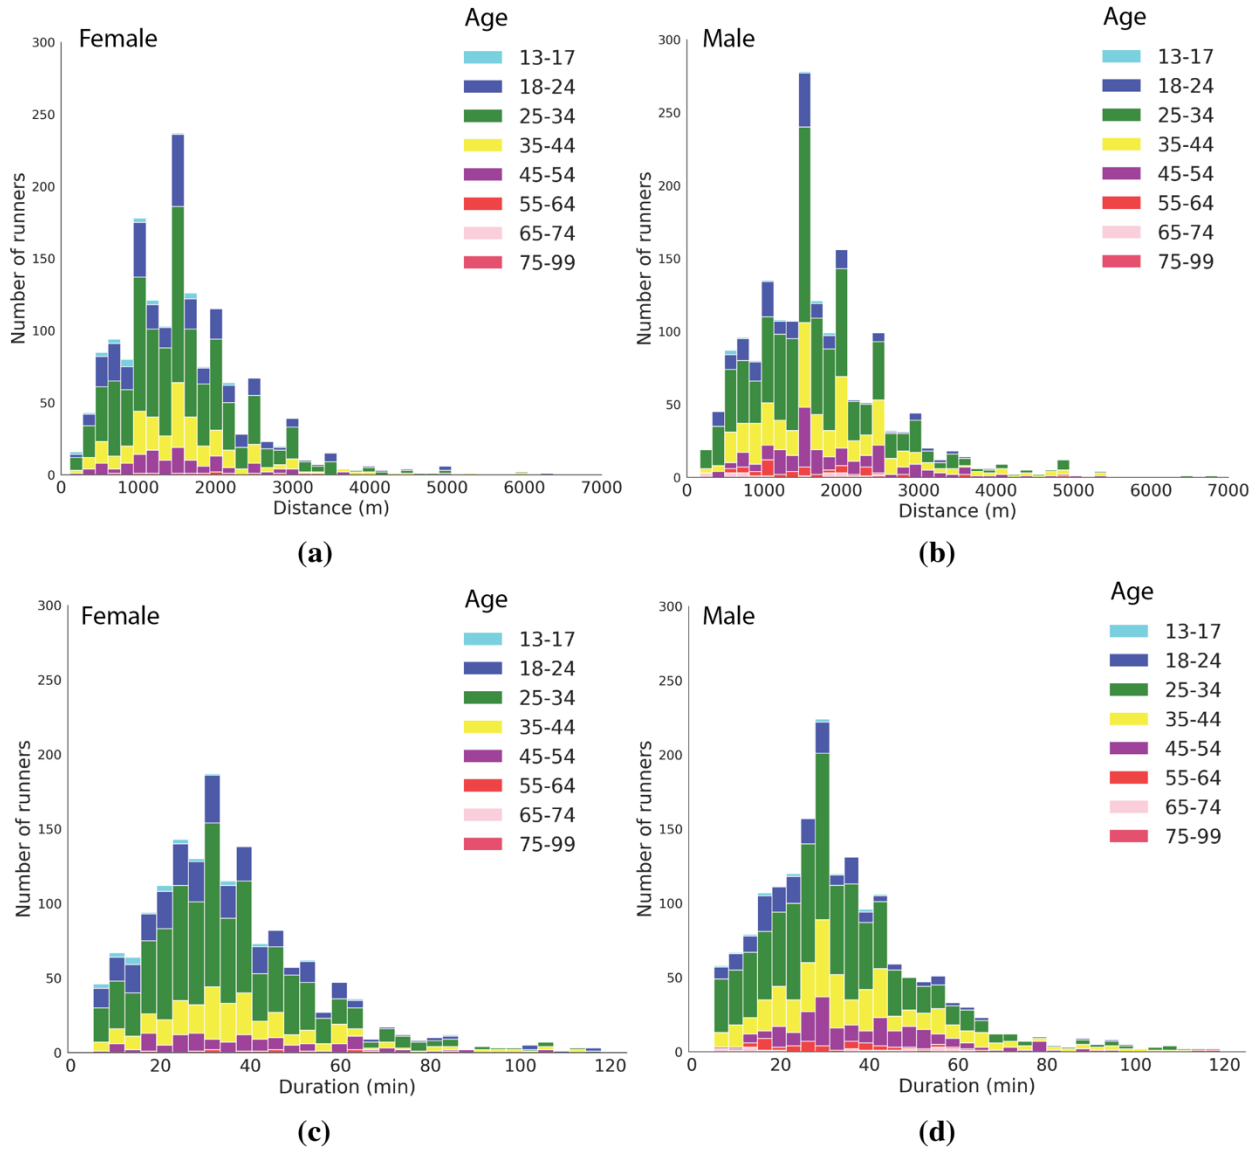 Female
Age
13-17
18-24
25-34
35-44
45-54
55-64
65-74
75-99
300
250
200
150
100
50
0
Number of runners
0 1000 2000 3000 4000 5000 6000 7000
Distance (m)
(a)
Male
Age
13-17
18-24
25-34
35-44
45-54
55-64
65-74
75-99
300
250
200
150
100
50
0
Number of runners
0 1000 2000 3000 4000 5000 6000 7000
Distance (m)
(b)
Female
Age
13-17
18-24
25-34
35-44
45-54
55-64
65-74
75-99
300
250
200
150
100
50
0
Number of runners
0 20 40 60 80 100 120
Duration (min)
(c)
Male
Age
13-17
18-24
25-34
35-44
45-54
55-64
65-74
75-99
300
250
200
150
100
50
0
Number of runners
0 20 40 60 80 100 120
Duration (min)
(d)